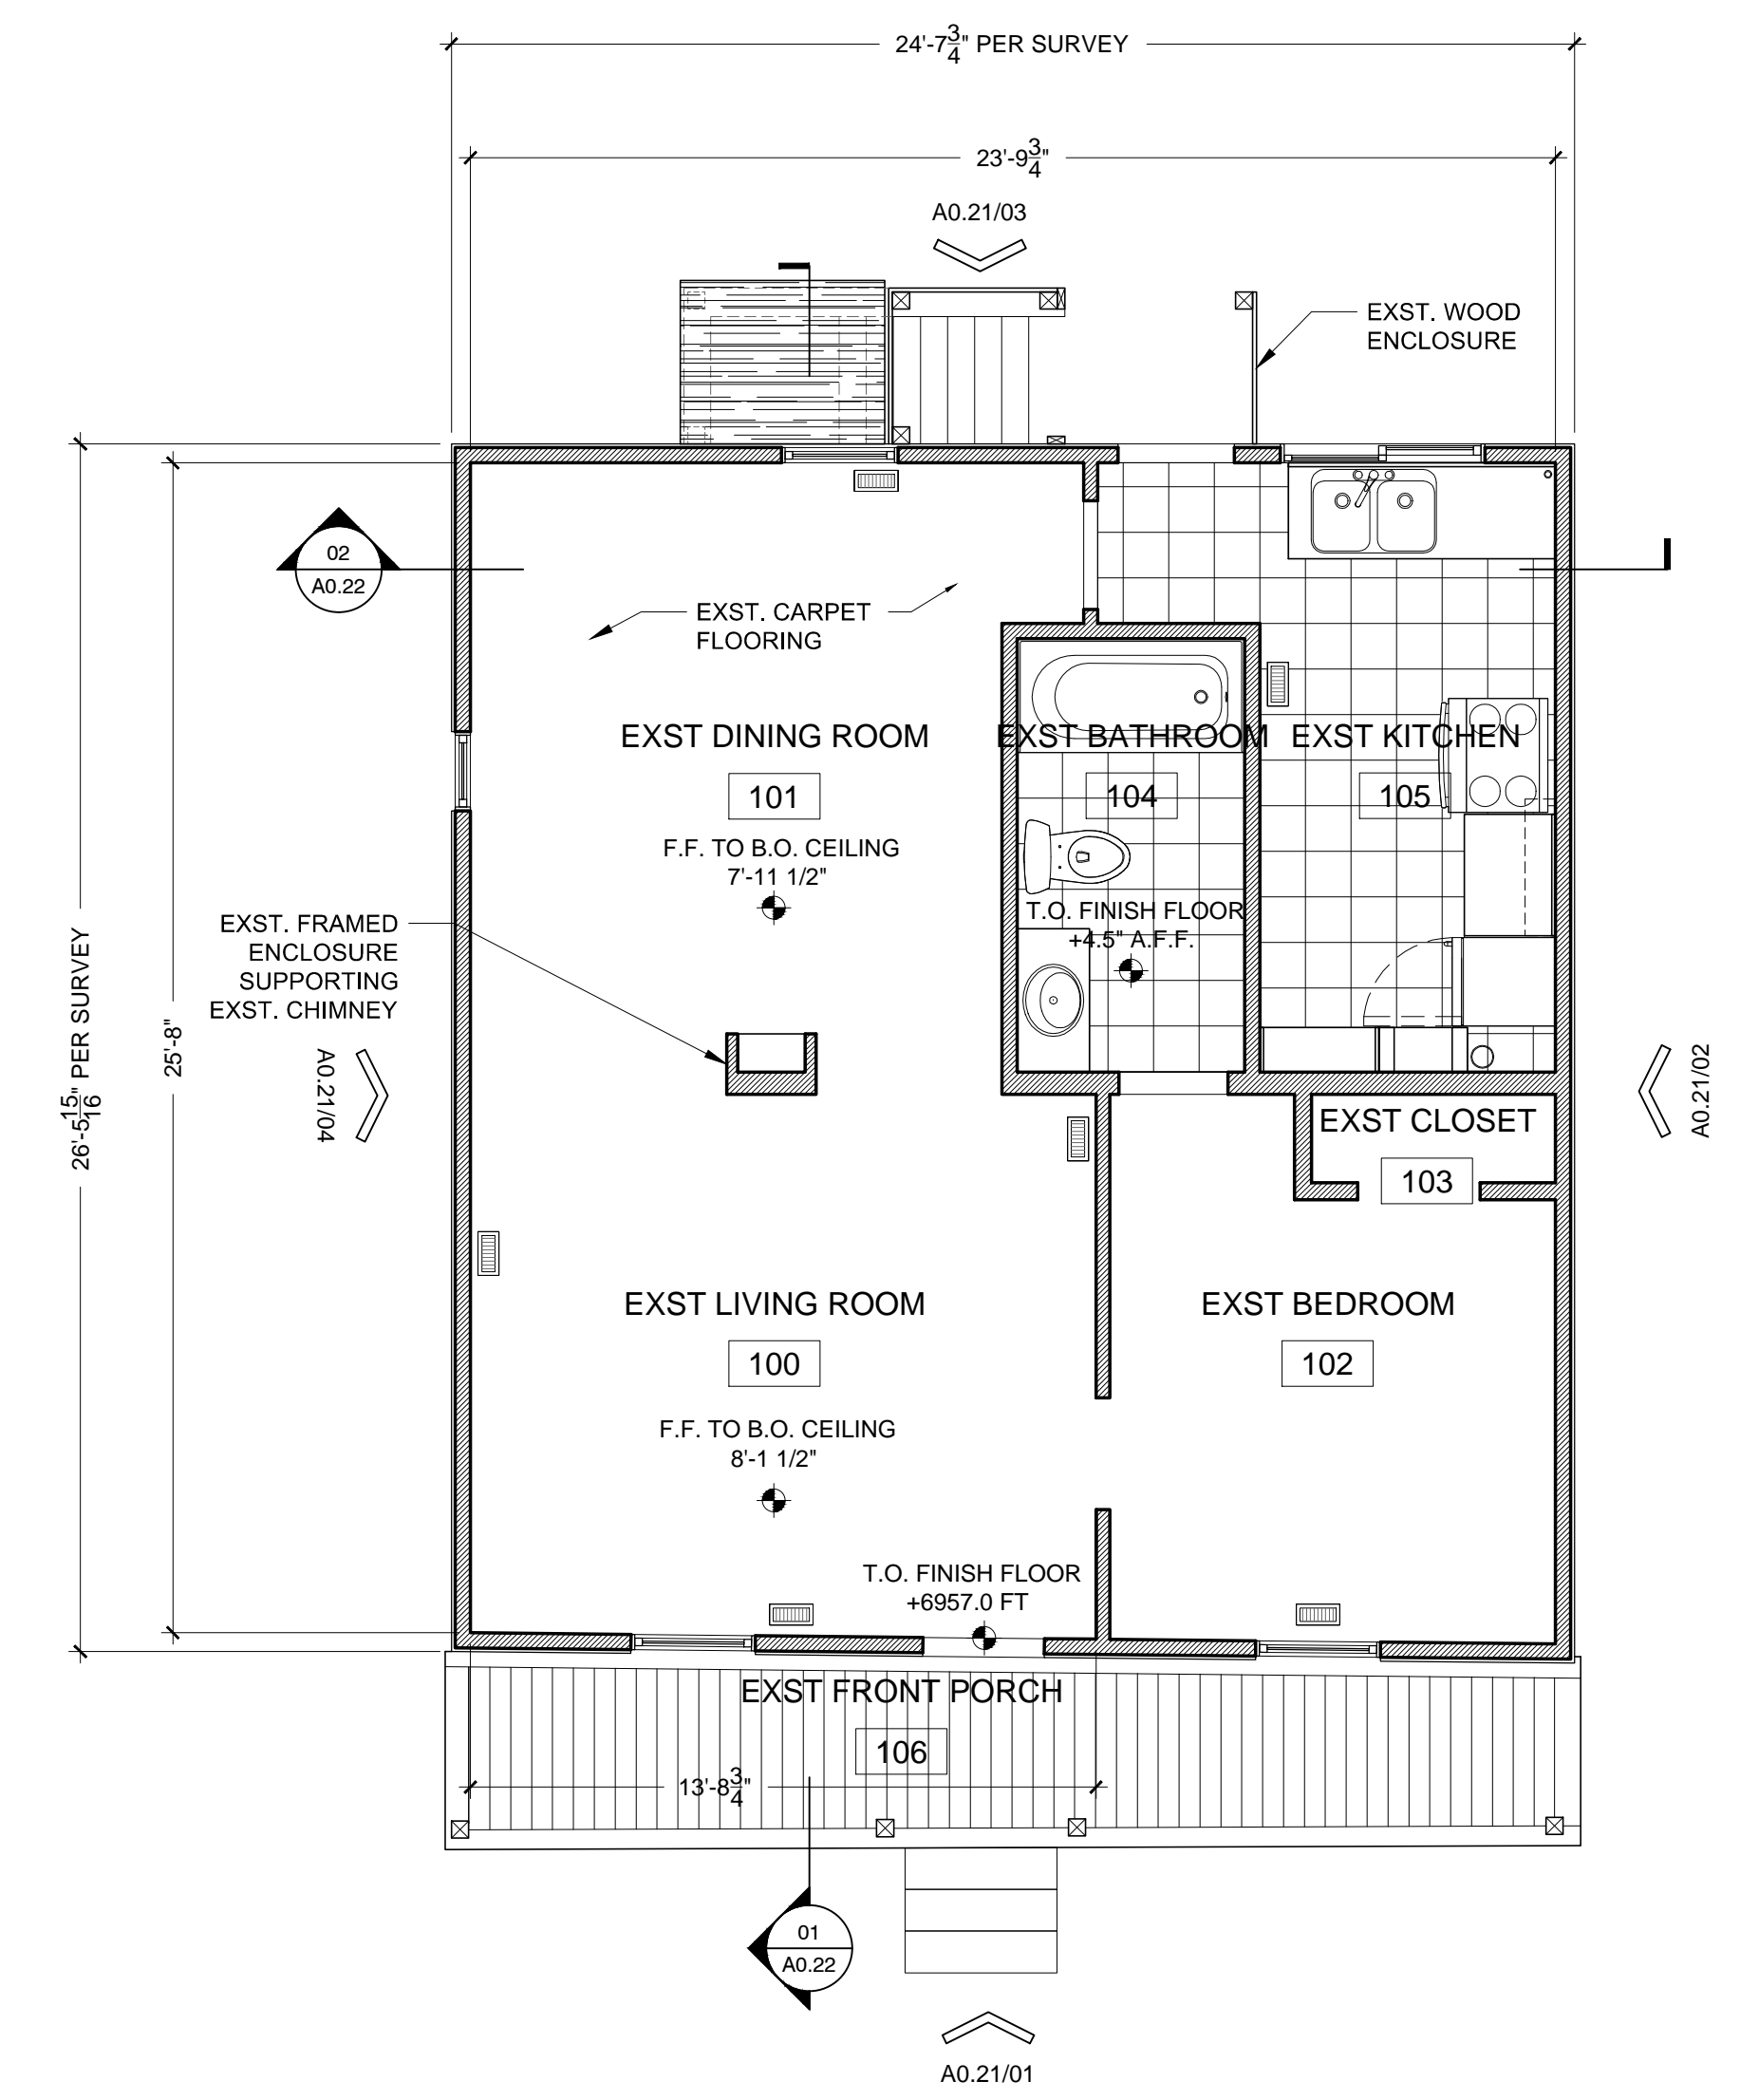 24'-7 3/4" PER SURVEY
23'-9 3/4"
A0.21/03
EXST. WOOD
ENCLOSURE
02
A0.22
EXST. CARPET
FLOORING
EXST DINING ROOM
101
F.F. TO B.O. CEILING
7'-11 1/2"
EXST BATHROOM
104
T.O. FINISH FLOOR
+4.5" A.F.F.
EXST KITCHEN
105
EXST. FRAMED
ENCLOSURE
SUPPORTING
EXST. CHIMNEY
26'-5 15/16" PER SURVEY
25'-8"
A0.21/04
A0.21/02
EXST CLOSET
103
EXST LIVING ROOM
100
F.F. TO B.O. CEILING
8'-1 1/2"
EXST BEDROOM
102
T.O. FINISH FLOOR
+6957.0 FT
EXST FRONT PORCH
106
13'-8 3/4"
01
A0.22
A0.21/01